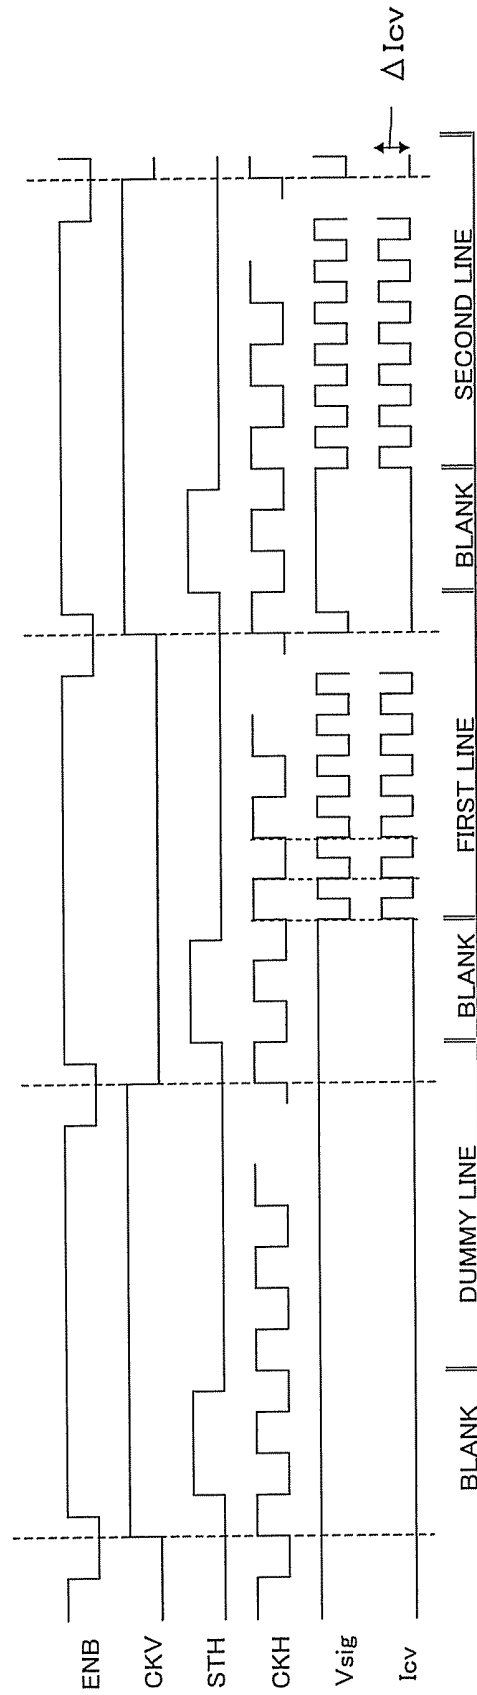 ENB
CKV
STH
CKH
Vsig
Icv
BLANK
DUMMY LINE
BLANK
FIRST LINE
BLANK
SECOND LINE
ΔIcv